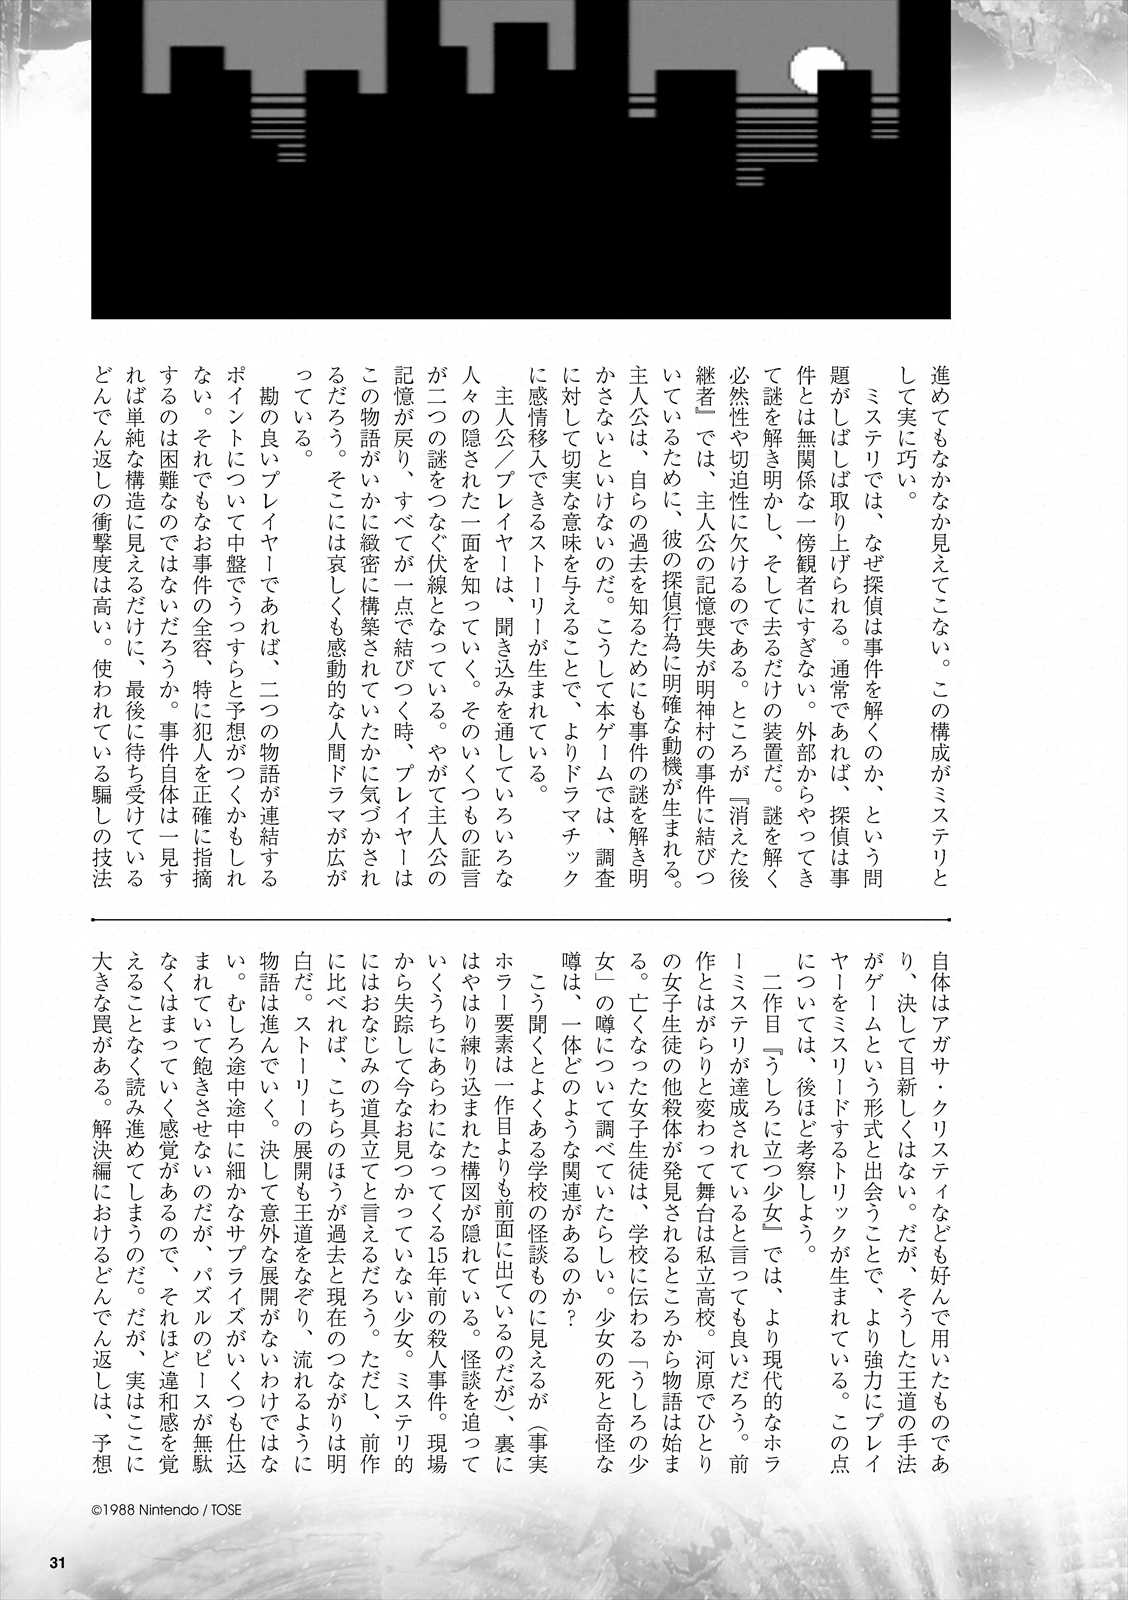 進めてもなかなか見えてこない。この構成がミステリと
して実に巧い。
　ミステリでは、なぜ探偵は事件を解くのか、という問
題がしばしば取り上げられる。通常であれば、探偵は事
件とは無関係な一傍観者にすぎない。外部からやってき
て謎を解き明かし、そして去るだけの装置だ。謎を解く
必然性や切迫性に欠けるのである。ところが『消えた後
継者』では、主人公の記憶喪失が明神村の事件に結びつ
いているために、彼の探偵行為に明確な動機が生まれる。
主人公は、自らの過去を知るためにも事件の謎を解き明
かさないといけないのだ。こうして本ゲームでは、調査
に対して切実な意味を与えることで、よりドラマチック
に感情移入できるストーリーが生まれている。
　主人公／プレイヤーは、聞き込みを通していろいろな
人々の隠された一面を知っていく。そのいくつもの証言
が二つの謎をつなぐ伏線となっている。やがて主人公の
記憶が戻り、すべてが一点で結びつく時、プレイヤーは
この物語がいかに緻密に構築されていたかに気づかされ
るだろう。そこには哀しくも感動的な人間ドラマが広が
っている。
　勘の良いプレイヤーであれば、二つの物語が連結する
ポイントについて中盤でうっすらと予想がつくかもしれ
ない。それでもなお事件の全容、特に犯人を正確に指摘
するのは困難なのではないだろうか。事件自体は一見す
れば単純な構造に見えるだけに、最後に待ち受けている
どんでん返しの衝撃度は高い。使われている騙しの技法
自体はアガサ・クリスティなども好んで用いたものであ
り、決して目新しくはない。だが、そうした王道の手法
がゲームという形式と出会うことで、より強力にプレイ
ヤーをミスリードするトリックが生まれている。この点
については、後ほど考察しよう。
　二作目『うしろに立つ少女』では、より現代的なホラ
ーミステリが達成されていると言っても良いだろう。前
作とはがらりと変わって舞台は私立高校。河原でひとり
の女子生徒の他殺体が発見されるところから物語は始ま
る。亡くなった女子生徒は、学校に伝わる「うしろの少
女」の噂について調べていたらしい。少女の死と奇怪な
噂は、一体どのような関連があるのか？
　こう聞くとよくある学校の怪談ものに見えるが（事実
ホラー要素は一作目よりも前面に出ているのだが）、裏に
はやはり練り込まれた構図が隠れている。怪談を追って
いくうちにあらわになってくる15年前の殺人事件。現場
から失踪して今なお見つかっていない少女。ミステリ的
にはおなじみの道具立てと言えるだろう。ただし、前作
に比べれば、こちらのほうが過去と現在のつながりは明
白だ。ストーリーの展開も王道をなぞり、流れるように
物語は進んでいく。決して意外な展開がないわけではな
い。むしろ途中途中に細かなサプライズがいくつも仕込
まれていて飽きさせないのだが、パズルのピースが無駄
なくはまっていく感覚があるので、それほど違和感を覚
えることなく読み進めてしまうのだ。だが、実はここに
大きな罠がある。解決編におけるどんでん返しは、予想
©1988 Nintendo / TOSE
31